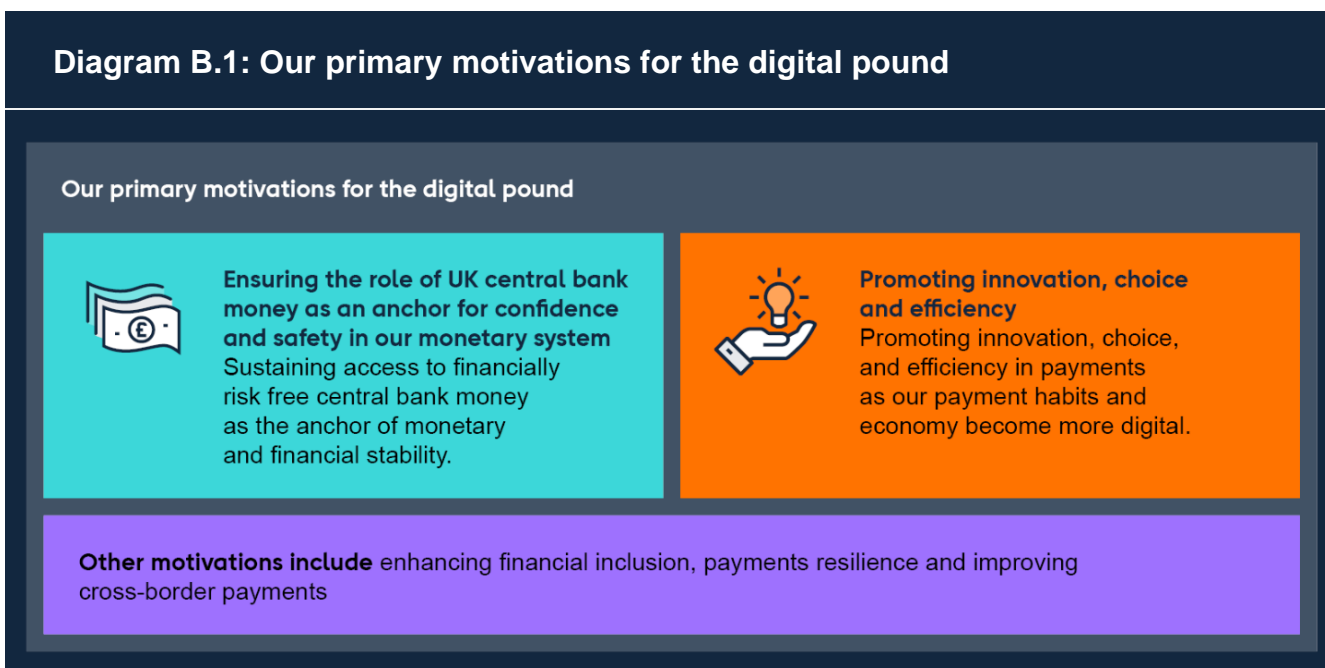 Diagram B.1: Our primary motivations for the digital pound
Our primary motivations for the digital pound
Ensuring the role of UK central bank
money as an anchor for confidence
and safety in our monetary system
Sustaining access to financially
risk free central bank money
as the anchor of monetary
and financial stability.
£
Promoting innovation, choice
and efficiency
Promoting innovation, choice,
and efficiency in payments
as our payment habits and
economy become more digital.
Other motivations include enhancing financial inclusion, payments resilience and improving
cross-border payments